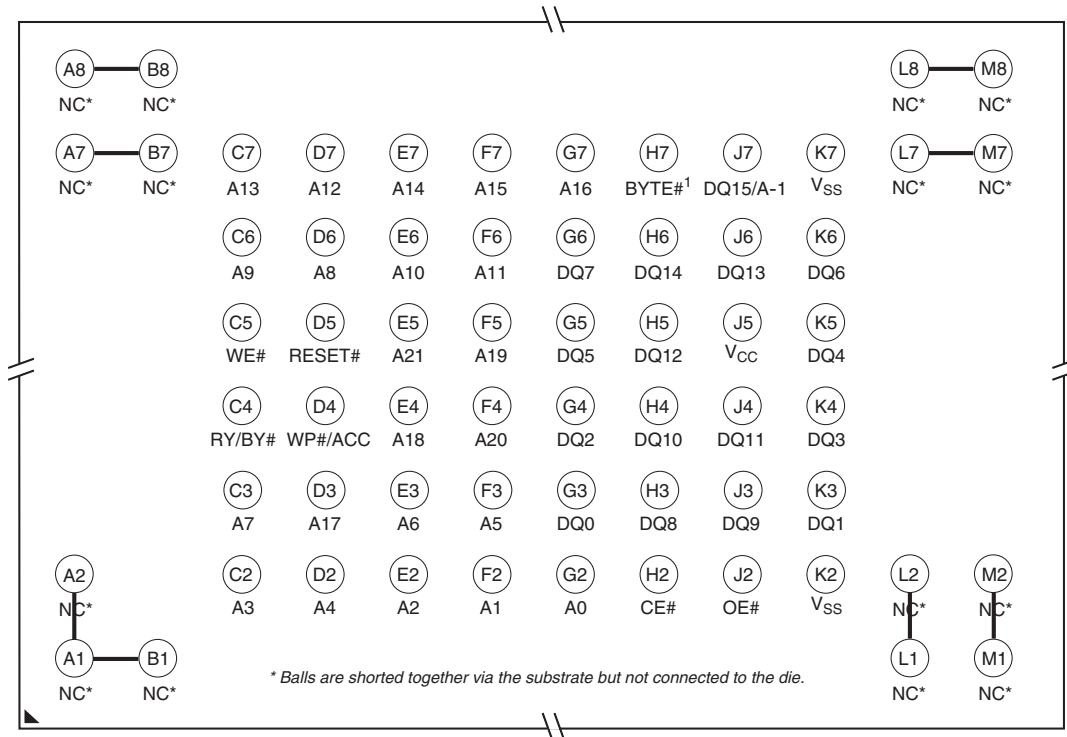 A8 B8 L8 M8
NC* NC* NC* NC*
A7 B7 C7 D7 E7 F7 G7 H7 J7 K7 L7 M7
NC* NC* A13 A12 A14 A15 A16 BYTE#1 DQ15/A-1 VSS NC* NC*
C6 D6 E6 F6 G6 H6 J6 K6
A9 A8 A10 A11 DQ7 DQ14 DQ13 DQ6
C5 D5 E5 F5 G5 H5 J5 K5
WE# RESET# A21 A19 DQ5 DQ12 VCC DQ4
C4 D4 E4 F4 G4 H4 J4 K4
RY/BY# WP#/ACC A18 A20 DQ2 DQ10 DQ11 DQ3
C3 D3 E3 F3 G3 H3 J3 K3
A7 A17 A6 A5 DQ0 DQ8 DQ9 DQ1
A2 C2 D2 E2 F2 G2 H2 J2 K2 L2 M2
NC* A3 A4 A2 A1 A0 CE# OE# VSS NC* NC*
A1 B1 L1 M1
* Balls are shorted together via the substrate but not connected to the die.
NC* NC* NC* NC*